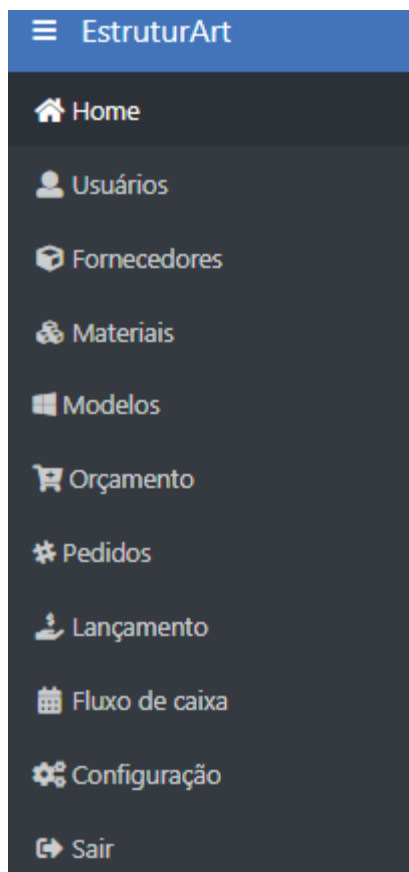 EstruturArt
Home
Usuários
Fornecedores
Materiais
Modelos
Orçamento
Pedidos
Lançamento
Fluxo de caixa
Configuração
Sair